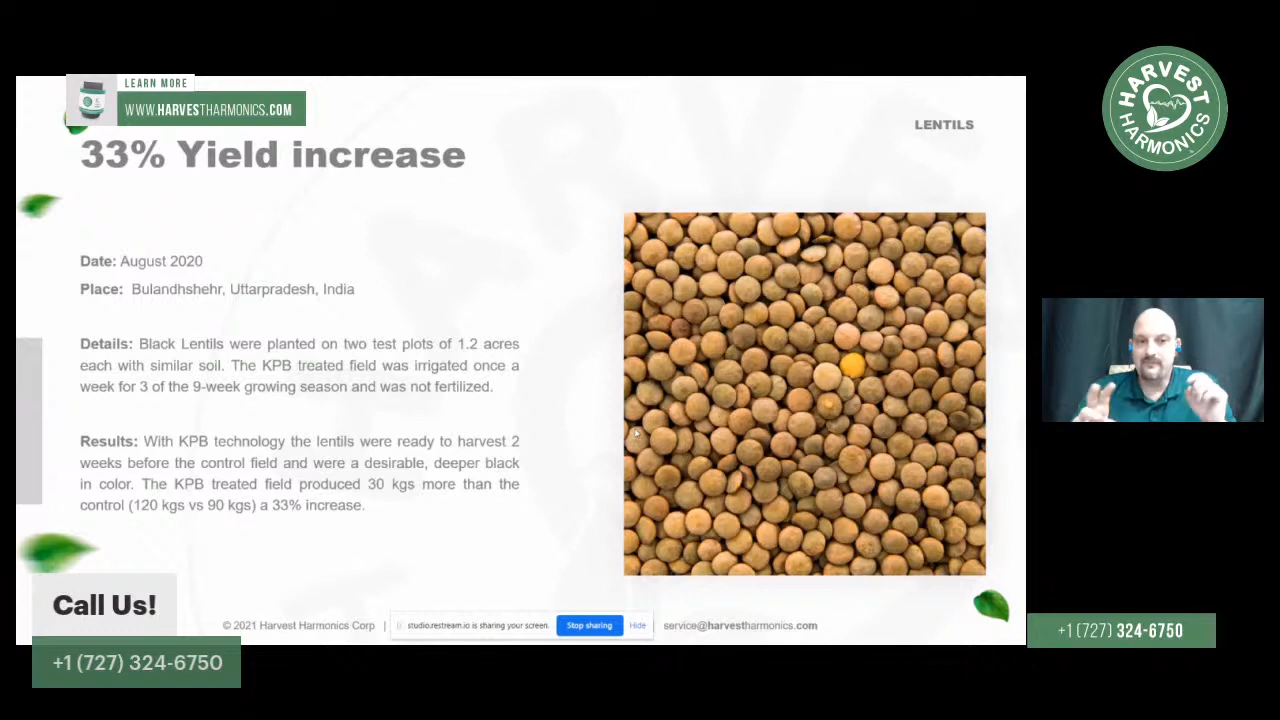 LEARN MORE
WWW.HARVESTHARMONICS.COM
LENTILS
33% Yield increase
Date: August 2020
Place: Bulandhshehr, Uttarpradesh, India
Details: Black Lentils were planted on two test plots of 1.2 acres
each with similar soil. The KPB treated field was irrigated once a
week for 3 of the 9-week growing season and was not fertilized.
Results: With KPB technology the lentils were ready to harvest 2
weeks before the control field and were a desirable, deeper black
in color. The KPB treated field produced 30 kgs more than the
control (120 kgs vs 90 kgs) a 33% increase.
© 2021 Harvest Harmonics Corp |
studio.restream.io is sharing your screen.
Stop sharing
Hide
service@harvestharmonics.com
Call Us!
+1 (727) 324-6750
HARVEST
HARMONICS
+1 (727) 324-6750